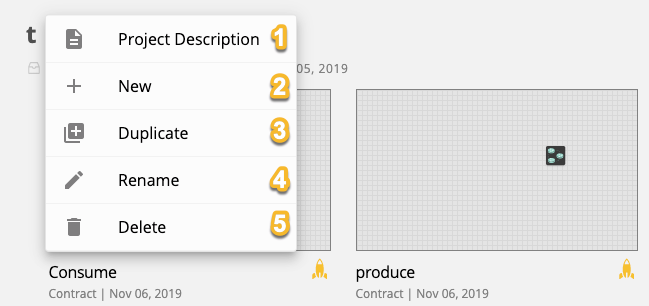 t
Project Description 1
05, 2019
New 2
Duplicate 3
Rename 4
Delete 5
Consume
Contract | Nov 06, 2019
produce
Contract | Nov 06, 2019